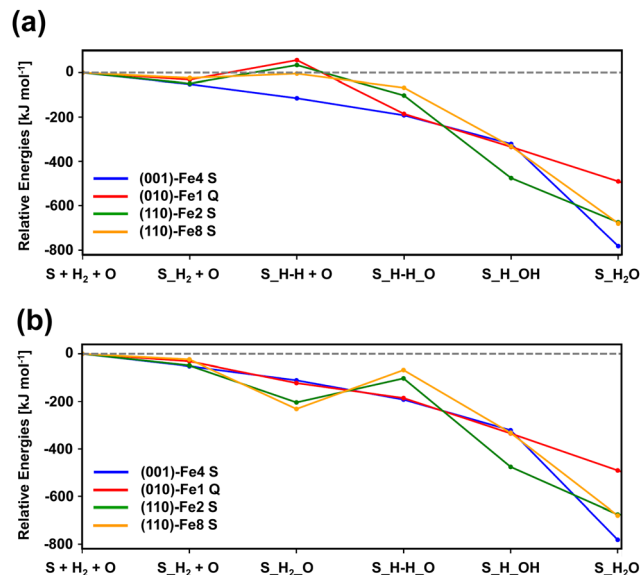 (a)
Relative Energies [kJ mol⁻¹]
0
-200
-400
-600
-800
(001)-Fe4 S
(010)-Fe1 Q
(110)-Fe2 S
(110)-Fe8 S
S + H₂ + O S_H₂ + O S_H-H + O S_H-H_O S_H_OH S_H₂O
(b)
Relative Energies [kJ mol⁻¹]
0
-200
-400
-600
-800
(001)-Fe4 S
(010)-Fe1 Q
(110)-Fe2 S
(110)-Fe8 S
S + H₂ + O S_H₂ + O S_H₂_O S_H-H_O S_H_OH S_H₂O